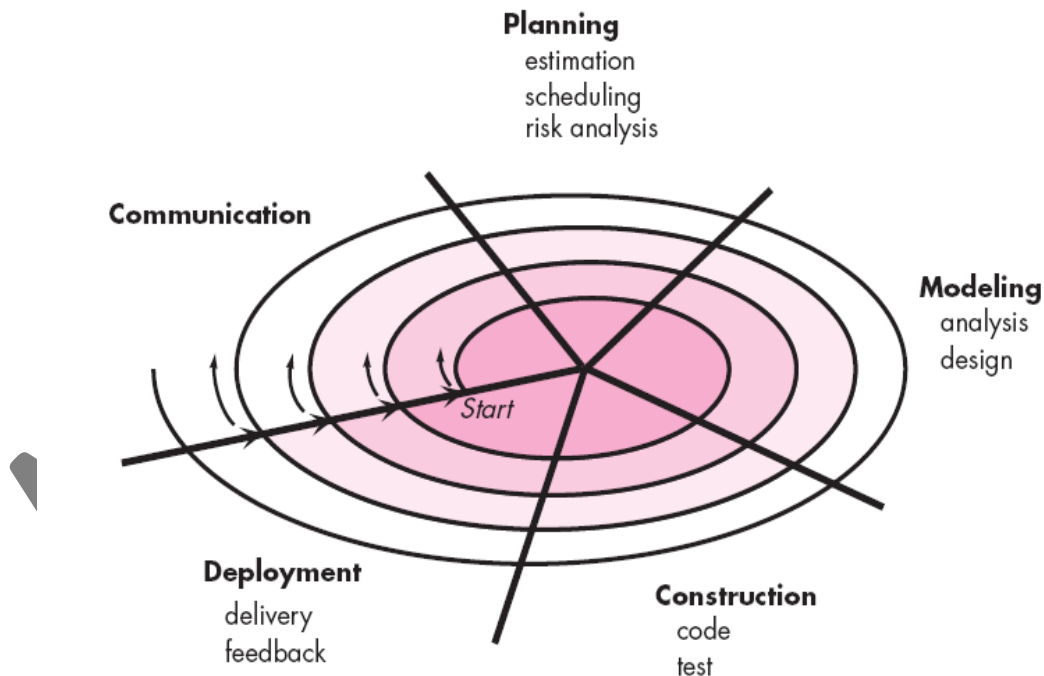 Planning
estimation
scheduling
risk analysis
Communication
Modeling
analysis
design
Start
Deployment
delivery
feedback
Construction
code
test